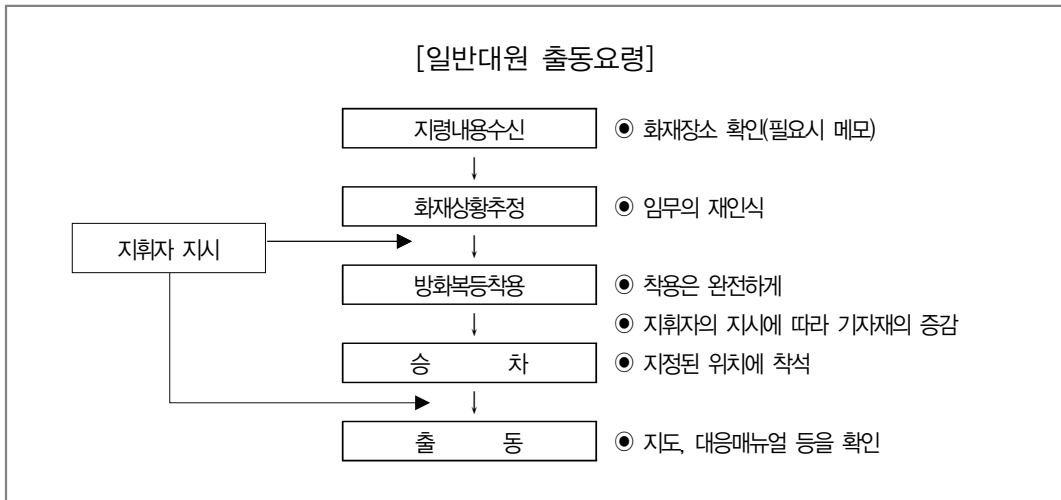 [일반대원 출동요령]
지령내용수신 ◉ 화재장소 확인(필요시 메모)
화재상황추정 ◉ 임무의 재인식
지휘자 지시
방화복등착용 ◉ 착용은 완전하게
◉ 지휘자의 지시에 따라 기자재의 증감
승 차 ◉ 지정된 위치에 착석
출 동 ◉ 지도, 대응매뉴얼 등을 확인